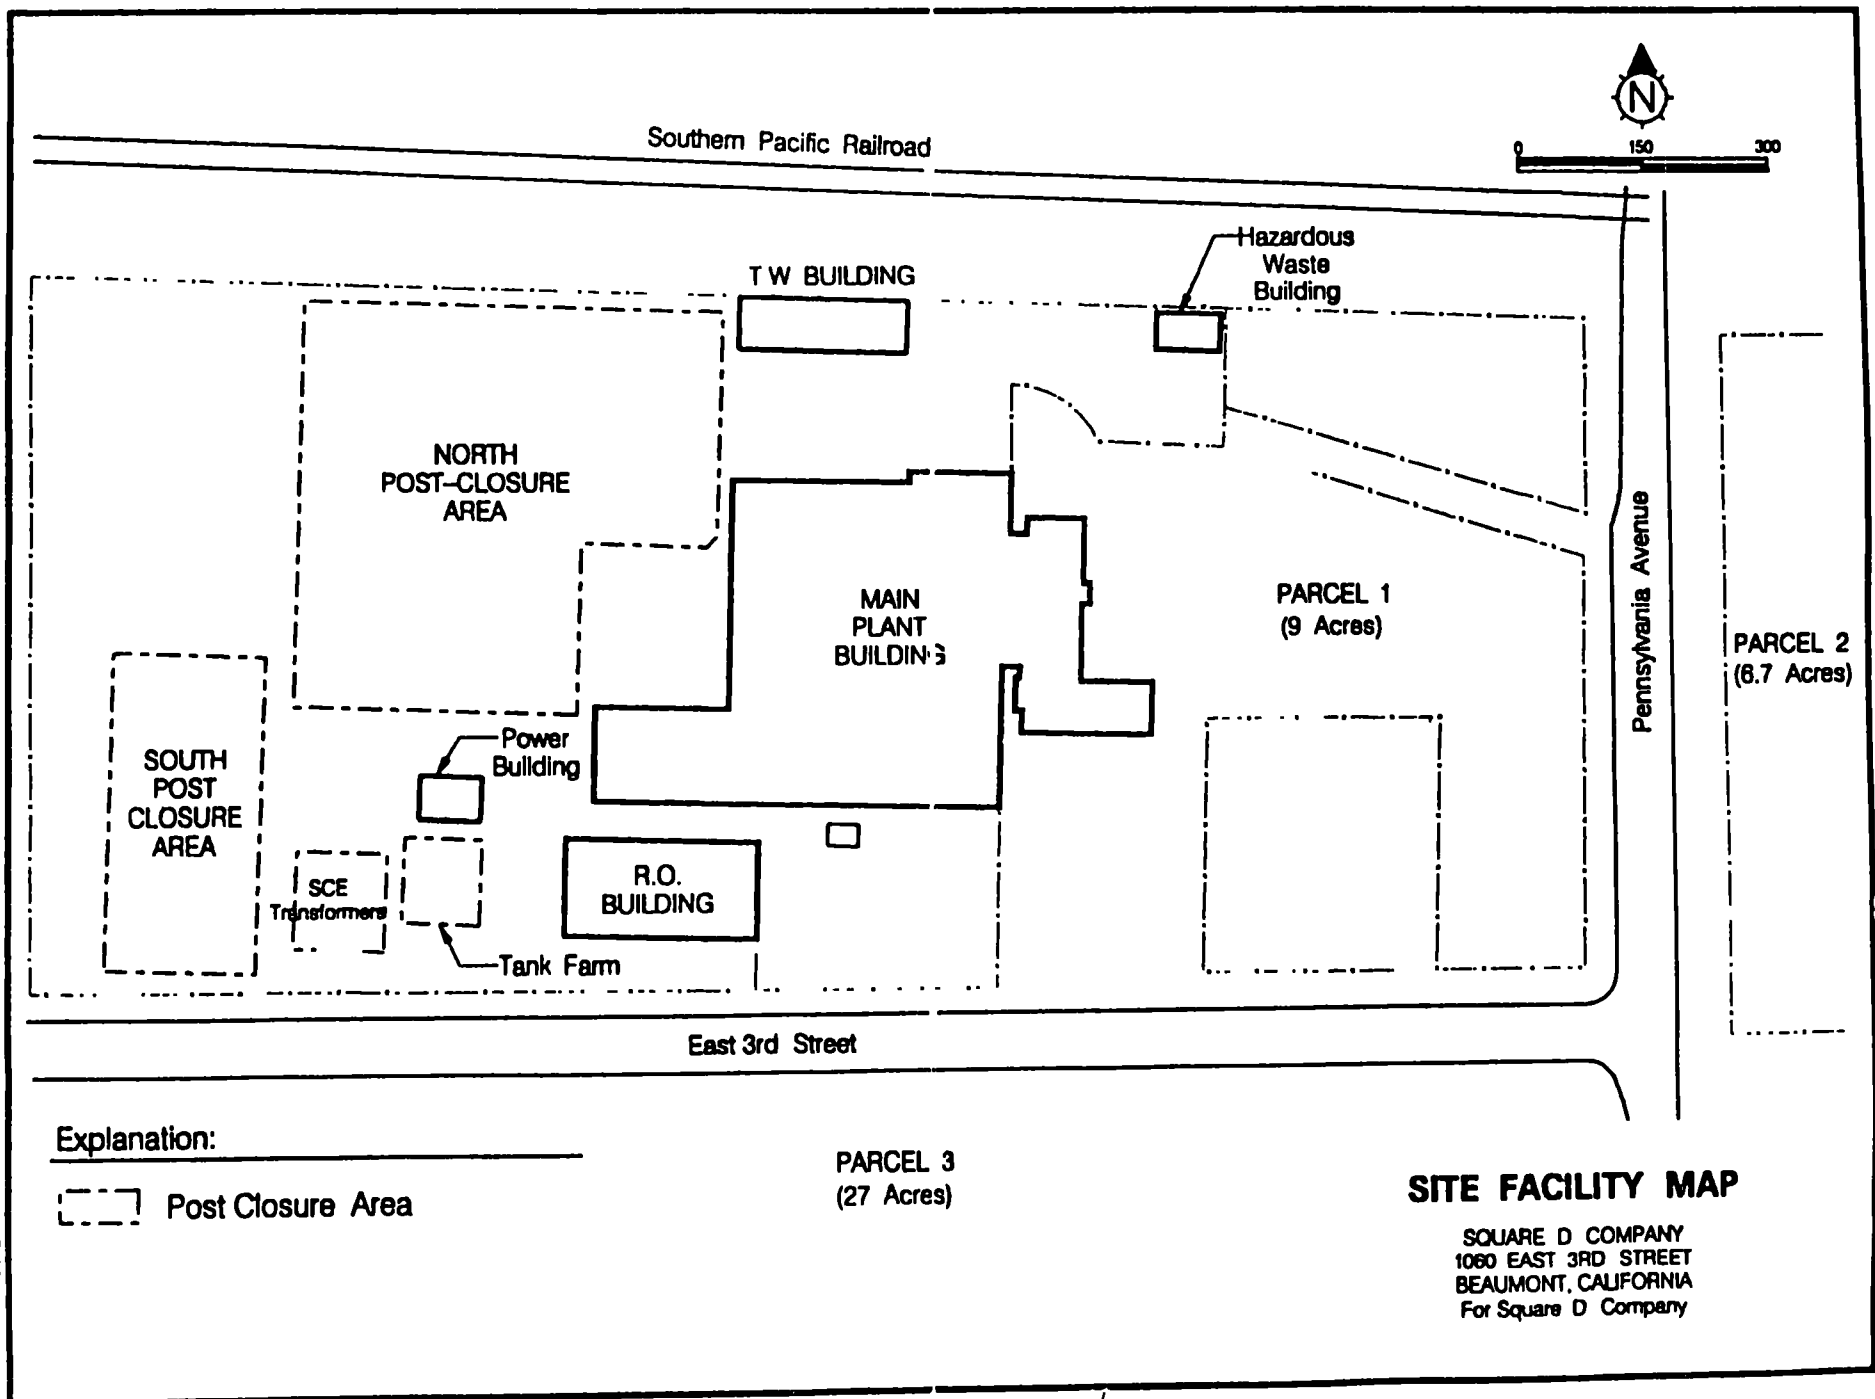 N
0 150 300
Southern Pacific Railroad
Hazardous
Waste
Building
T W BUILDING
NORTH
POST-CLOSURE
AREA
MAIN
PLANT
BUILDING
PARCEL 1
(9 Acres)
Pennsylvania Avenue
PARCEL 2
(6.7 Acres)
Power
Building
SOUTH
POST
CLOSURE
AREA
SCE
Transformers
R.O.
BUILDING
Tank Farm
East 3rd Street
Explanation:
Post Closure Area
PARCEL 3
(27 Acres)
SITE FACILITY MAP
SQUARE D COMPANY
1060 EAST 3RD STREET
BEAUMONT, CALIFORNIA
For Square D Company